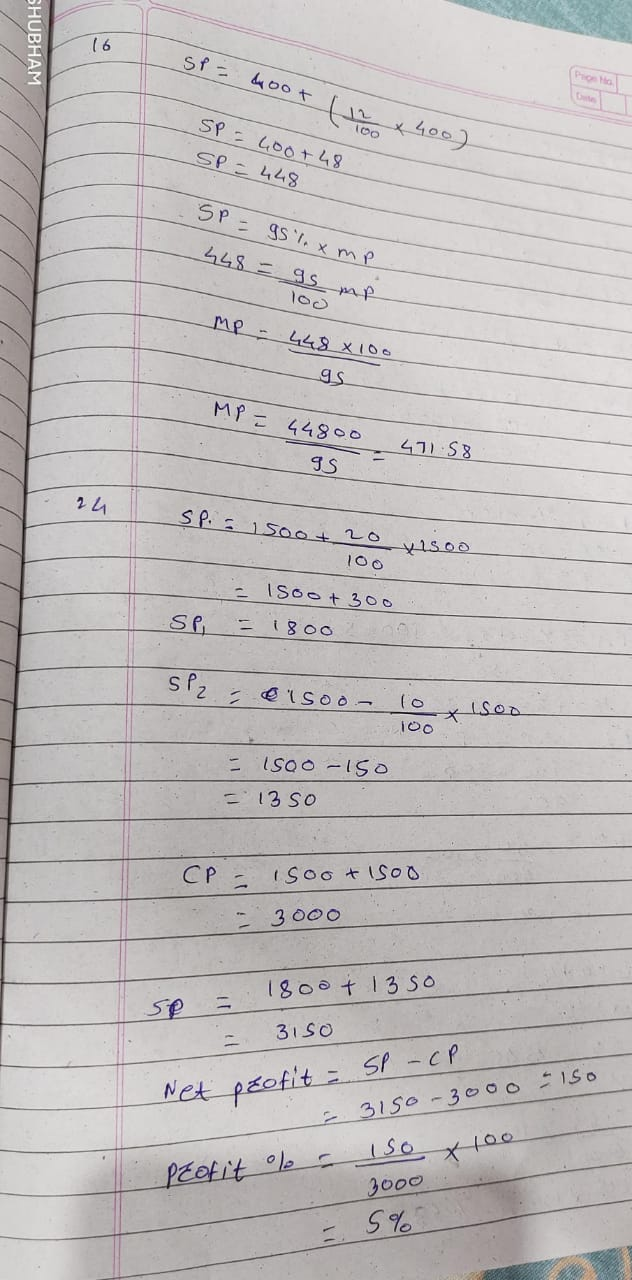 SHUBHAM
Page No.
Date
16
SP = 400 + (12/100 × 400)
SP = 400 + 48
SP = 448
SP = 95% × MP
448 = 95/100 MP
MP = 448 × 100/95
MP = 44800/95 = 471.58
24
SP₁ = 1500 + 20/100 × 1500
= 1500 + 300
SP₁ = 1800
SP₂ = 1500 - 10/100 × 1500
= 1500 - 150
= 1350
CP = 1500 + 1500
= 3000
SP = 1800 + 1350
= 3150
Net profit = SP - CP
= 3150 - 3000 = 150
Profit % = 150/3000 × 100
= 5%